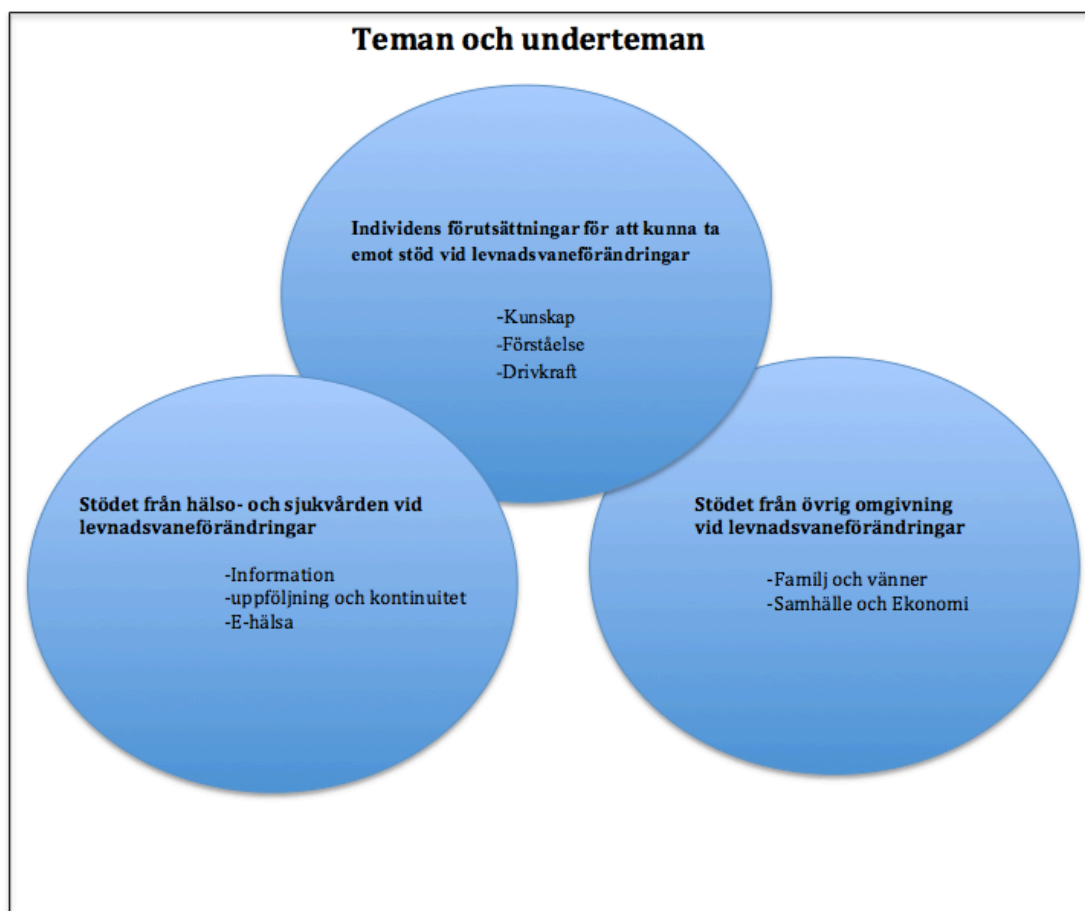 Teman och underteman
Individens förutsättningar för att kunna ta
emot stöd vid levnadsvaneförändringar
-Kunskap
-Förståelse
-Drivkraft
Stödet från hälso- och sjukvården vid
levnadsvaneförändringar
-Information
-uppföljning och kontinuitet
-E-hälsa
Stödet från övrig omgivning
vid levnadsvaneförändringar
-Familj och vänner
-Samhälle och Ekonomi